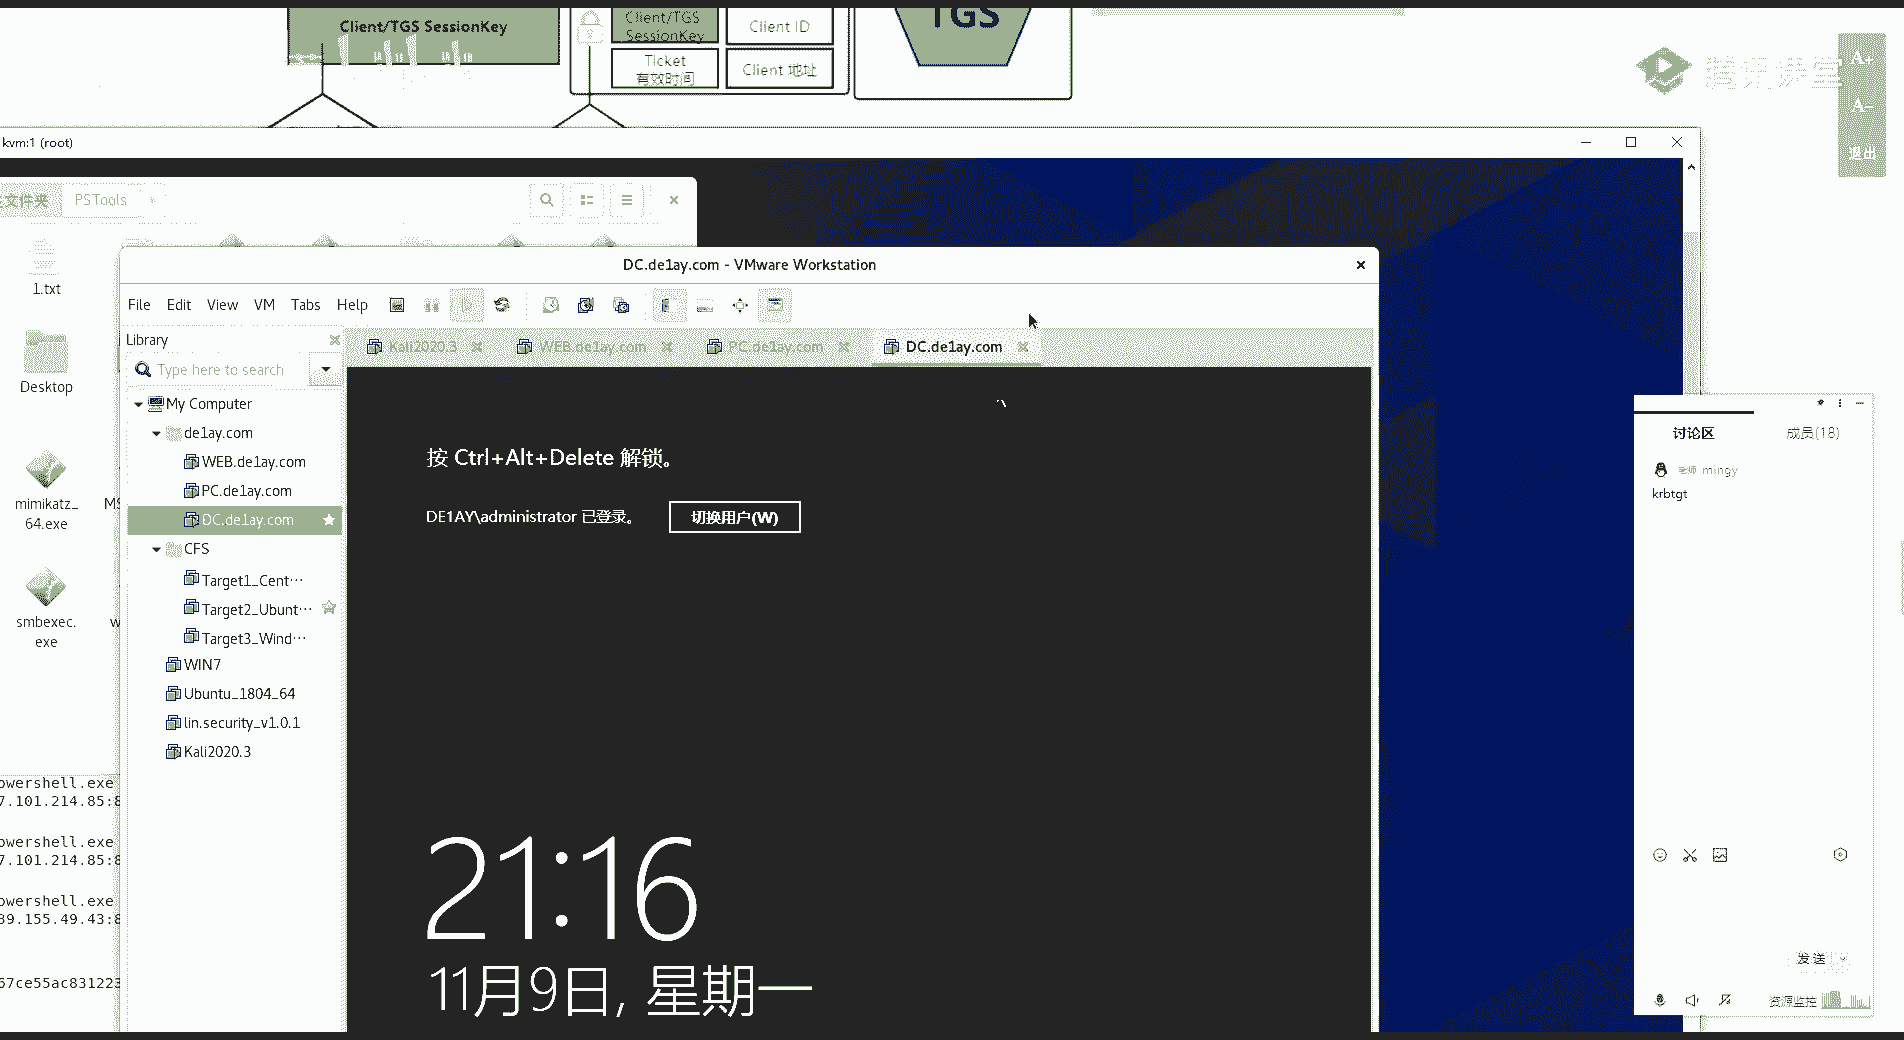 Client/TGS SessionKey
Client/TGS
SessionKey
Client ID
Ticket
有效时间
Client 地址
TGS
腾讯课堂
A+
A-
退出
kvm:1 (root)
文件夹
PSTools
1.txt
Desktop
mimikatz_
64.exe
smbexec.
exe
DC.de1ay.com - VMware Workstation
File Edit View VM Tabs Help
Library
Type here to search
My Computer
de1ay.com
WEB.de1ay.com
PC.de1ay.com
DC.de1ay.com
CFS
Target1_Cent···
Target2_Ubunt···
Target3_Wind···
WIN7
Ubuntu_1804_64
lin.security_v1.0.1
Kali2020.3
Kali2020.3
WEB.de1ay.com
PC.de1ay.com
DC.de1ay.com
按 Ctrl+Alt+Delete 解锁。
DE1AY\administrator 已登录。
切换用户(W)
21:16
11月9日, 星期一
owershell.exe
7.101.214.85:8
owershell.exe
7.101.214.85:8
owershell.exe
39.155.49.43:8
67ce55ac831223
讨论区
成员(18)
老师 mingy
krbtgt
发送
资源监控